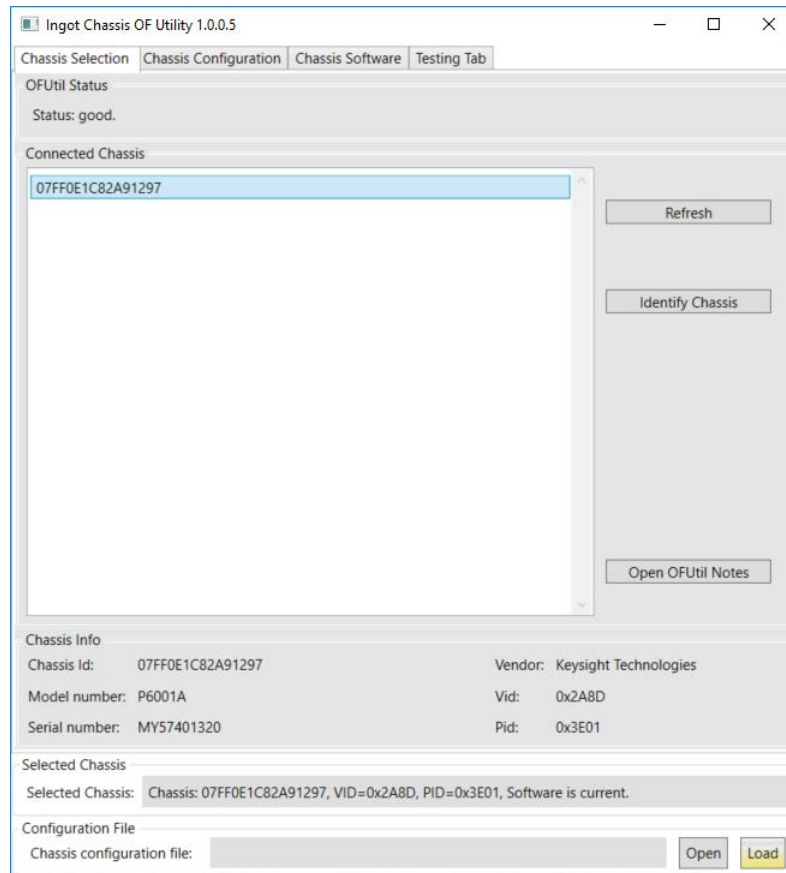 Ingot Chassis OF Utility 1.0.0.5
Chassis Selection Chassis Configuration Chassis Software Testing Tab
OFUtil Status
Status: good.
Connected Chassis
07FF0E1C82A91297
Refresh
Identify Chassis
Open OFUtil Notes
Chassis Info
Chassis Id: 07FF0E1C82A91297 Vendor: Keysight Technologies
Model number: P6001A Vid: 0x2A8D
Serial number: MY57401320 Pid: 0x3E01
Selected Chassis
Selected Chassis: Chassis: 07FF0E1C82A91297, VID=0x2A8D, PID=0x3E01, Software is current.
Configuration File
Chassis configuration file: Open Load